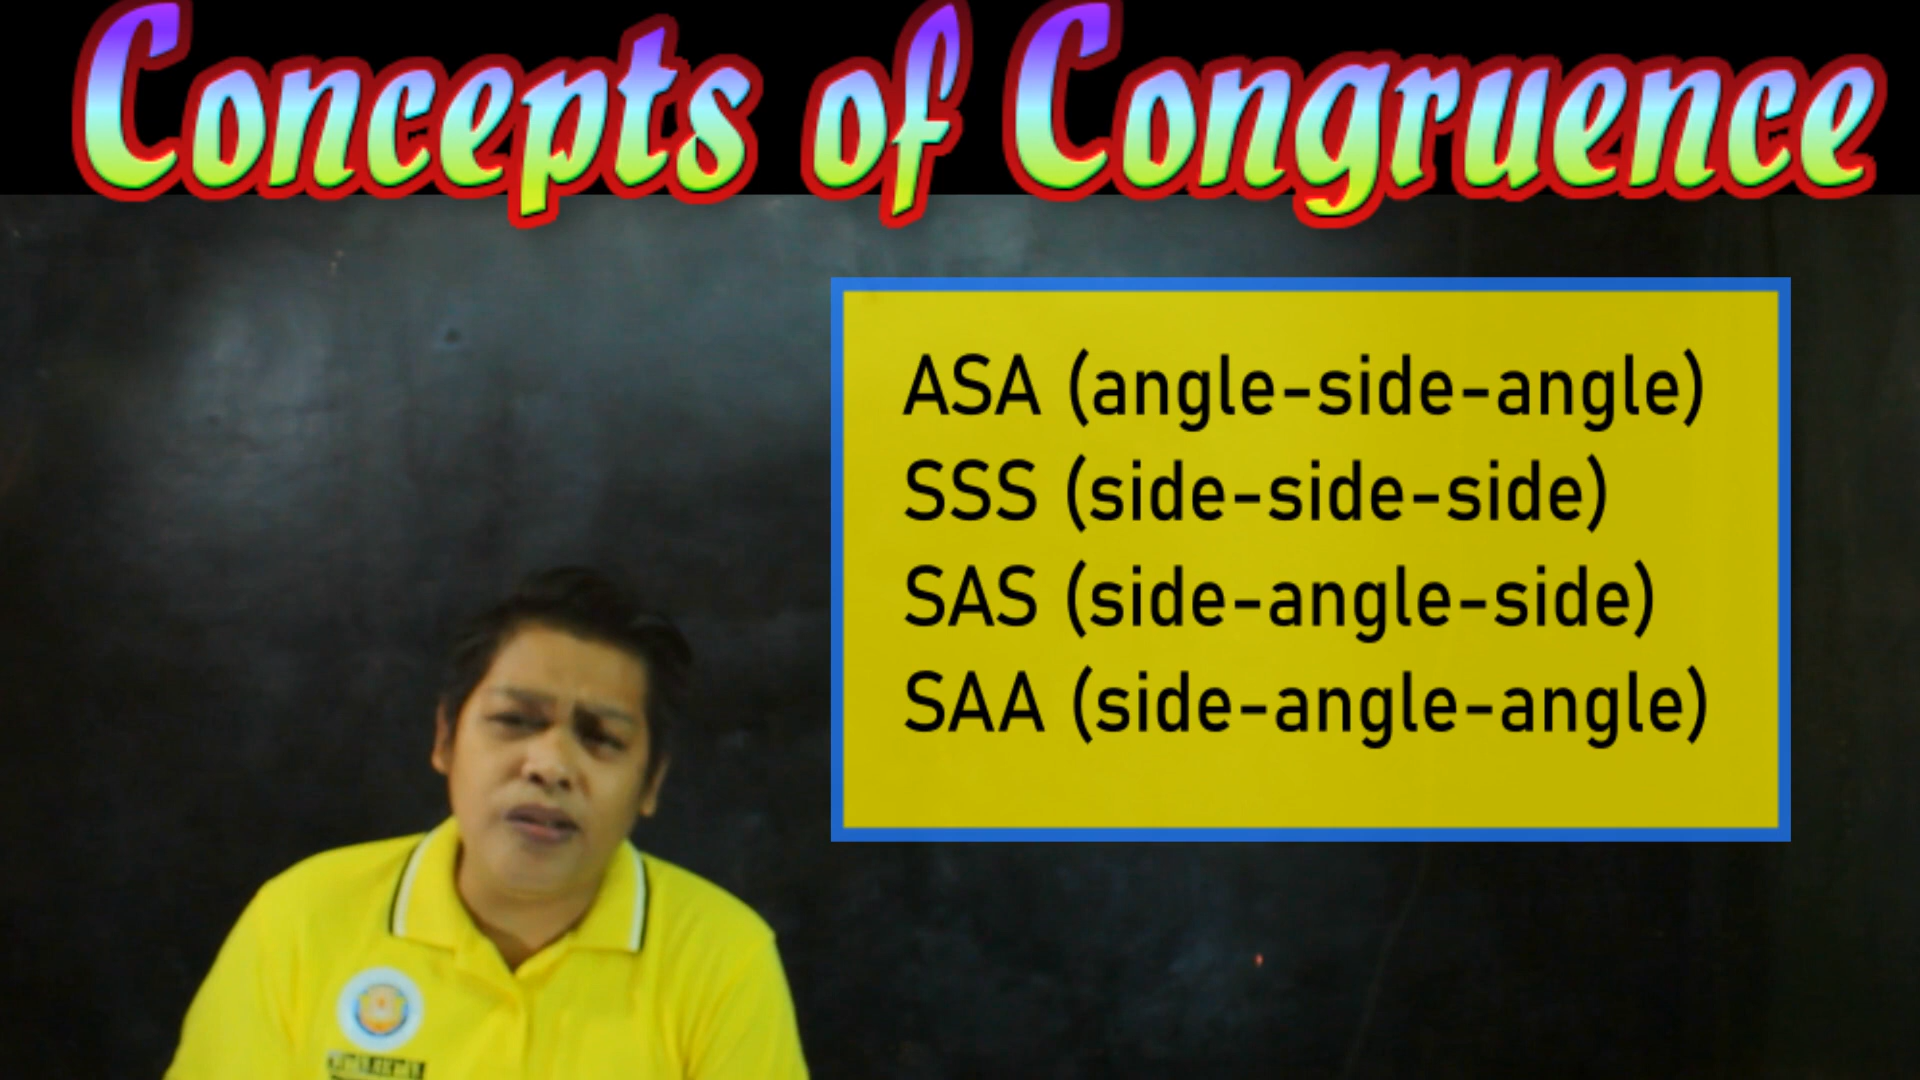 Concepts of Congruence
ASA (angle-side-angle)
SSS (side-side-side)
SAS (side-angle-side)
SAA (side-angle-angle)